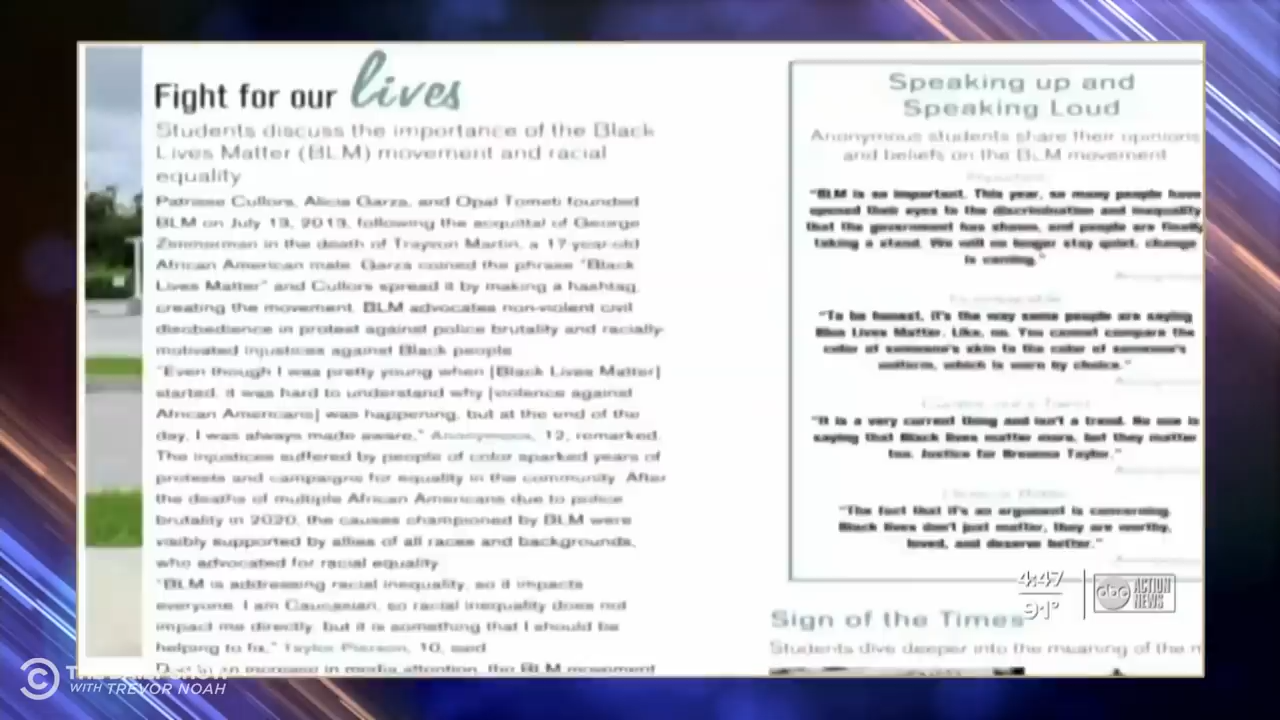 Fight for our lives
Students discuss the importance of the Black
Lives Matter (BLM) movement and racial
equality
Patrisse Cullors, Alicia Garza, and Opal Tometi founded
BLM on July 13, 2013, following the acquittal of George
Zimmerman in the death of Trayvon Martin, a 17-year-old
African American male. Garza coined the phrase "Black
Lives Matter" and Cullors spread it by making a hashtag,
creating the movement. BLM advocates non-violent civil
disobedience in protest against police brutality and racially
motivated injustices against Black people.
"Even though I was pretty young when [Black Lives Matter]
started, it was hard to understand why [violence against
African Americans] was happening, but at the end of the
day, I was always made aware," Anonymous, 12, remarked.
The injustices suffered by people of color sparked years of
protests and campaigns for equality in the community. After
the deaths of multiple African Americans due to police
brutality in 2020, the causes championed by BLM were
visibly supported by allies of all races and backgrounds,
who advocated for racial equality.
"BLM is addressing racial inequality, so it impacts
everyone. I am Caucasian, so racial inequality does not
impact me directly, but it is something that I should be
helping to fix," Taylor Pierson, 10, said.
an increase in media attention, the BLM movement
Speaking up and
Speaking Loud
Anonymous students share their opinions
and beliefs on the BLM movement
"BLM is so important. This year, so many people have
opened their eyes to the discrimination and inequality
that the government has shown, and people are finally
taking a stand. We will no longer stay quiet, change
is coming."
"To be honest, it's the way some people are saying
Blue Lives Matter. Like, no. You cannot compare the
color of someone's skin to the color of someone's
uniform, which is worn by choice."
"It is a very current thing and isn't a trend. No one is
saying that Black lives matter more, but they matter
too. Justice for Breonna Taylor."
"The fact that it's an argument is concerning.
Black lives don't just matter, they are worthy,
loved, and deserve better."
Sign of the Times
Students dive deeper into the meaning of the m
4:47
91°
abc ACTION NEWS
THE DAILY SHOW
WITH TREVOR NOAH